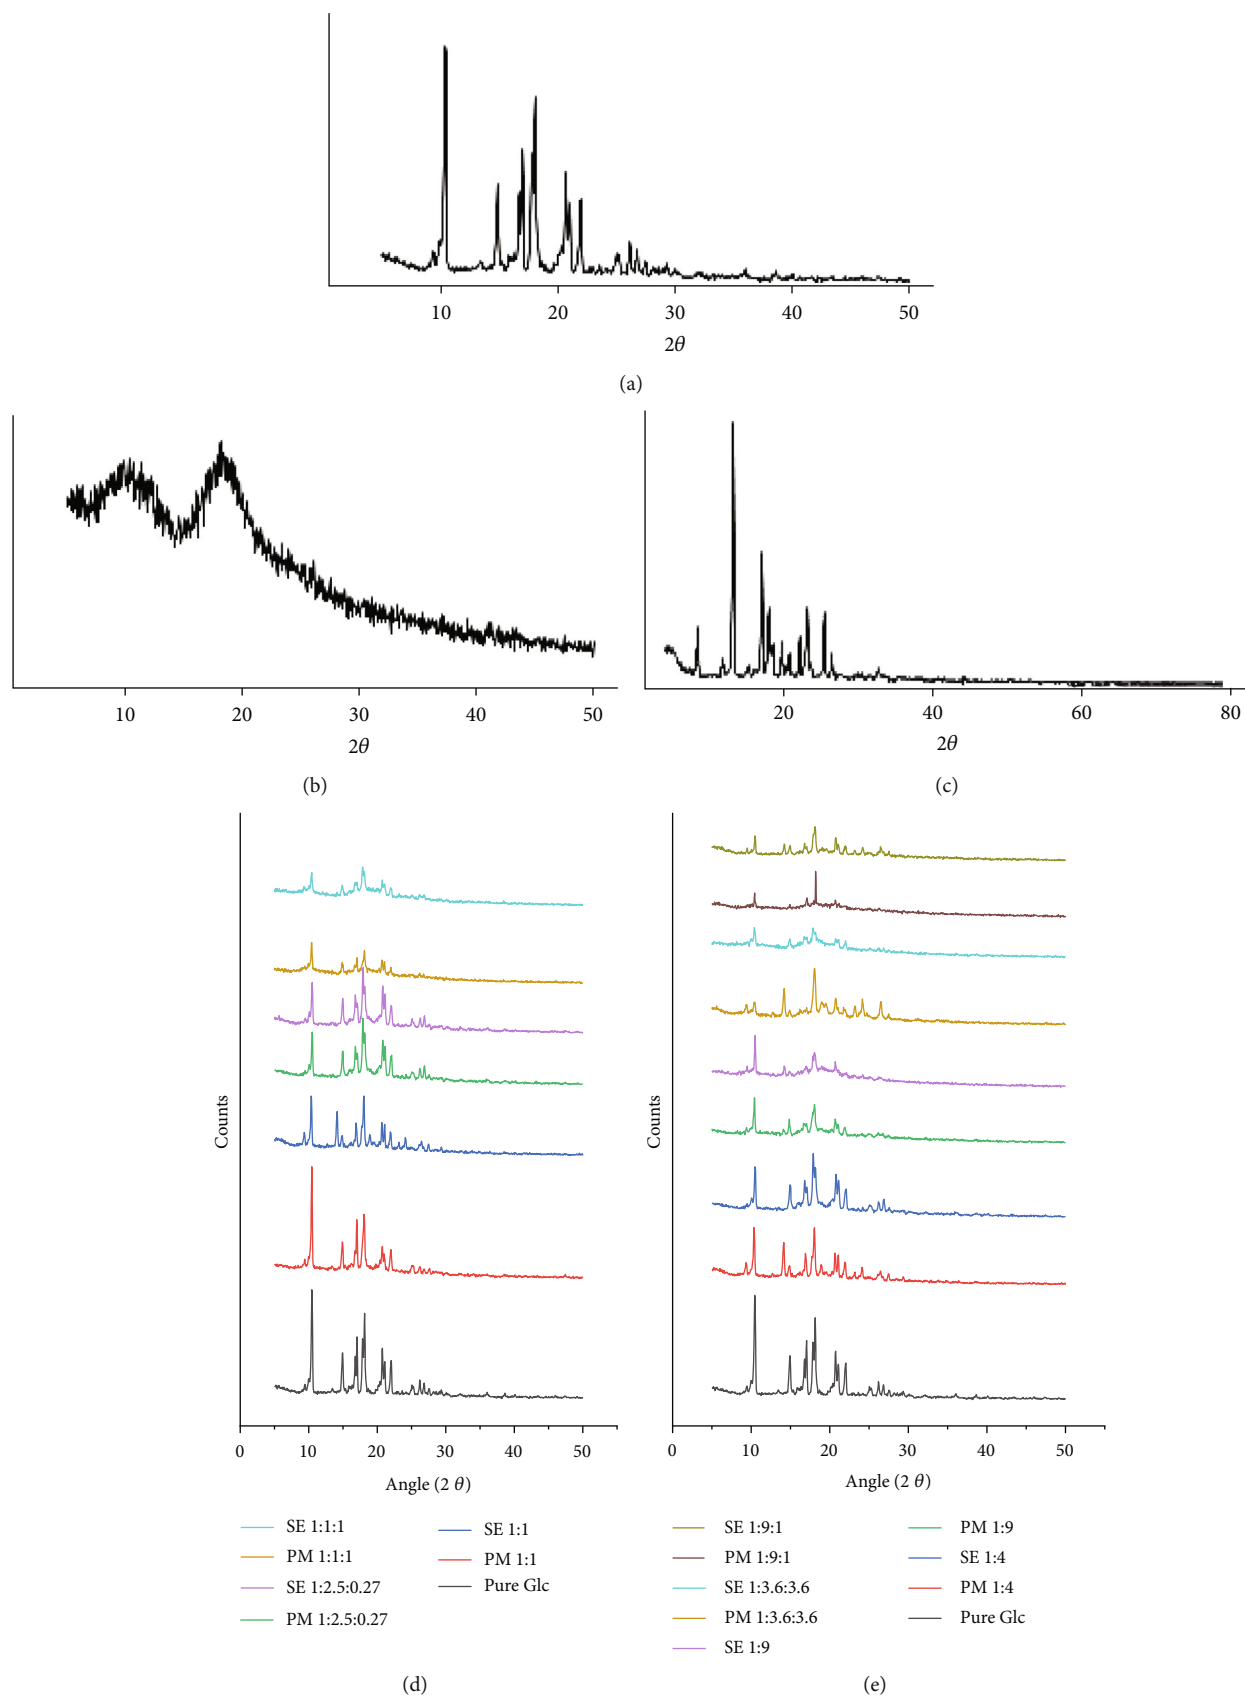 10 20 30 40 50
2θ
(a)
10 20 30 40 50
2θ
(b)
20 40 60 80
2θ
(c)
Counts
0 10 20 30 40 50
Angle (2 θ)
SE 1:1:1
PM 1:1:1
SE 1:2.5:0.27
PM 1:2.5:0.27
SE 1:1
PM 1:1
Pure Glc
(d)
Counts
0 10 20 30 40 50
Angle (2 θ)
SE 1:9:1
PM 1:9:1
SE 1:3.6:3.6
PM 1:3.6:3.6
SE 1:9
PM 1:9
SE 1:4
PM 1:4
Pure Glc
(e)